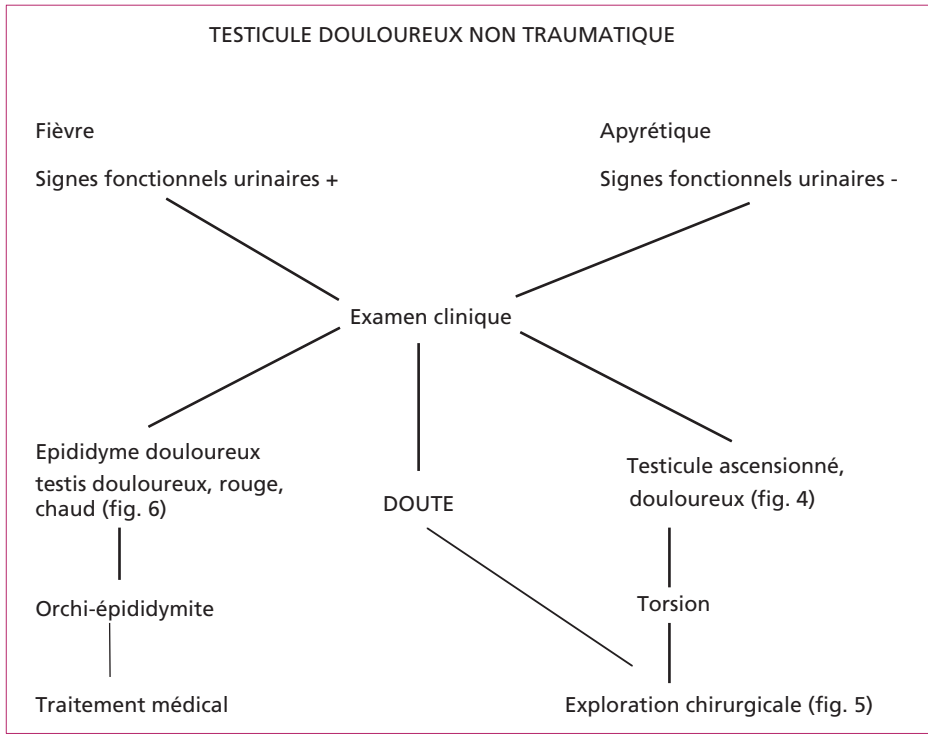 TESTICULE DOULOUREUX NON TRAUMATIQUE
Fièvre
Apyrétique
Signes fonctionnels urinaires +
Signes fonctionnels urinaires -
Examen clinique
Epididyme douloureux
testis douloureux, rouge,
chaud (fig. 6)
DOUTE
Testicule ascensionné,
douloureux (fig. 4)
Orchi-épididymite
Torsion
Traitement médical
Exploration chirurgicale (fig. 5)